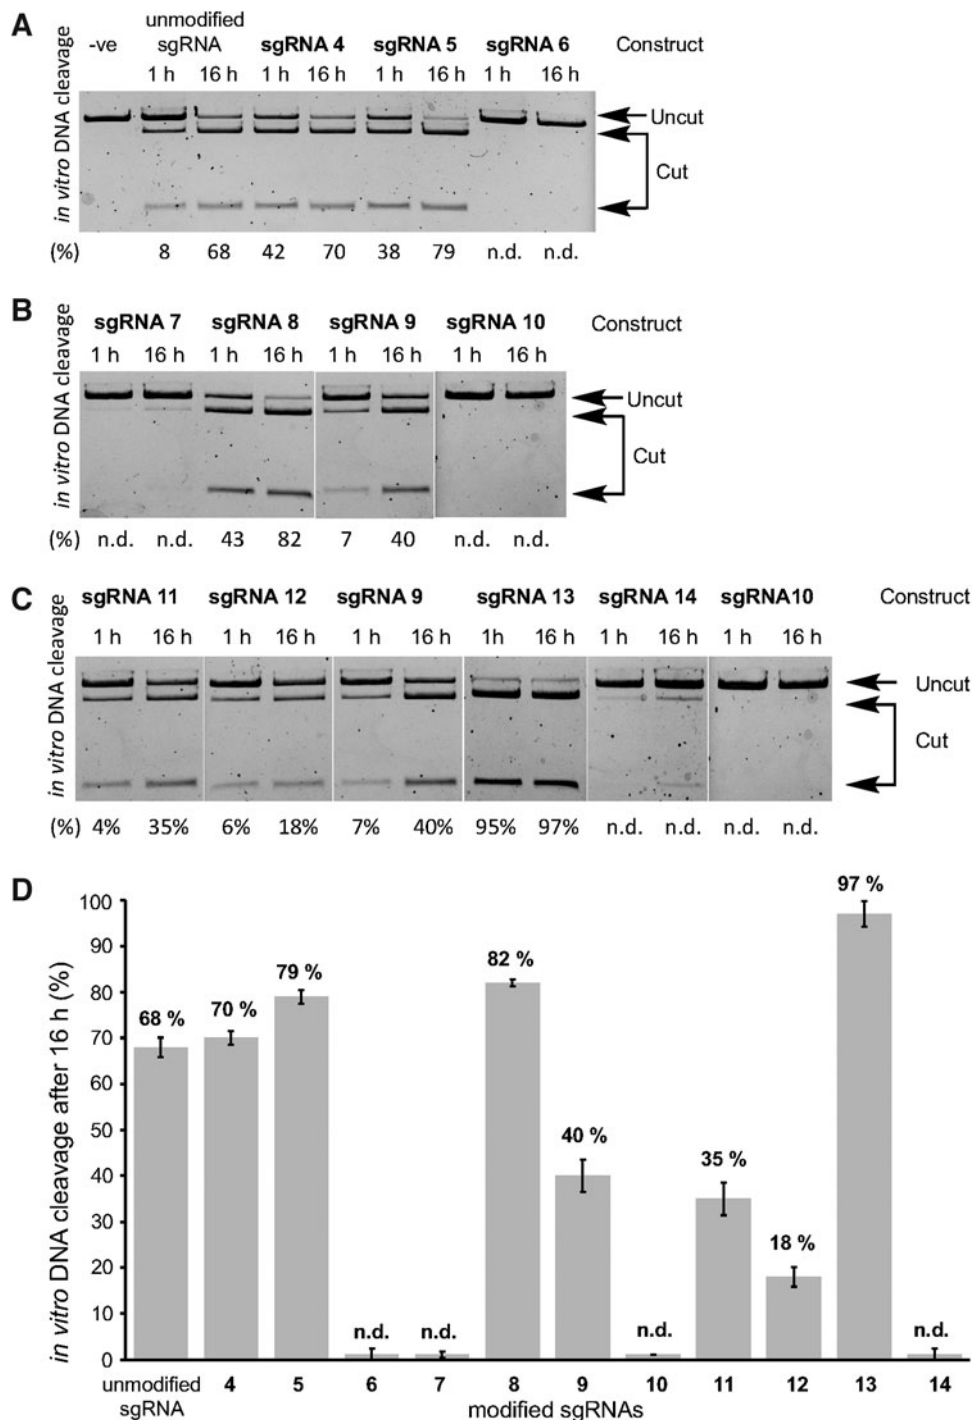 A
in vitro DNA cleavage
-ve
unmodified
sgRNA
sgRNA 4
sgRNA 5
sgRNA 6
Construct
1 h 16 h 1 h 16 h 1 h 16 h 1 h 16 h
Uncut
Cut
(%) 8 68 42 70 38 79 n.d. n.d.
B
in vitro DNA cleavage
sgRNA 7 sgRNA 8 sgRNA 9 sgRNA 10 Construct
1 h 16 h 1 h 16 h 1 h 16 h 1 h 16 h
Uncut
Cut
(%) n.d. n.d. 43 82 7 40 n.d. n.d.
C
in vitro DNA cleavage
sgRNA 11 sgRNA 12 sgRNA 9 sgRNA 13 sgRNA 14 sgRNA10 Construct
1 h 16 h 1 h 16 h 1 h 16 h 1h 16 h 1 h 16 h 1 h 16 h
Uncut
Cut
(%) 4% 35% 6% 18% 7% 40% 95% 97% n.d. n.d. n.d. n.d.
D
in vitro DNA cleavage after 16 h (%)
100
90
80
70
60
50
40
30
20
10
0
68 %
70 %
79 %
n.d.
n.d.
82 %
40 %
n.d.
35 %
18 %
97 %
n.d.
unmodified
sgRNA
4 5 6 7 8 9 10 11 12 13 14
modified sgRNAs